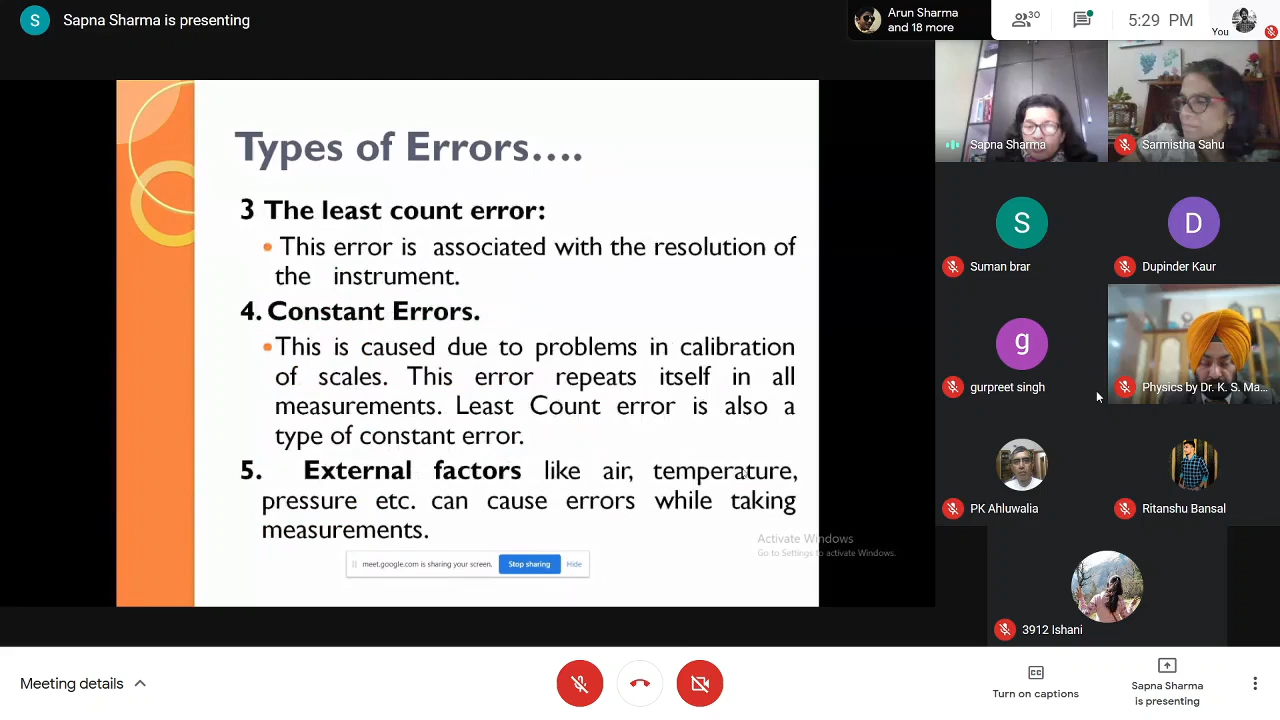 S Sapna Sharma is presenting
Arun Sharma
and 18 more
30
5:29 PM
You
Types of Errors....
3 The least count error:
This error is associated with the resolution of
the instrument.
4. Constant Errors.
This is caused due to problems in calibration
of scales. This error repeats itself in all
measurements. Least Count error is also a
type of constant error.
5. External factors like air, temperature,
pressure etc. can cause errors while taking
measurements.
Activate Windows
Go to Settings to activate Windows.
meet.google.com is sharing your screen. Stop sharing Hide
Sapna Sharma
Sarmistha Sahu
S
Suman brar
D
Dupinder Kaur
g
gurpreet singh
Physics by Dr. K. S. Ma...
PK Ahluwalia
Ritanshu Bansal
3912 Ishani
Meeting details
CC
Turn on captions
Sapna Sharma
is presenting